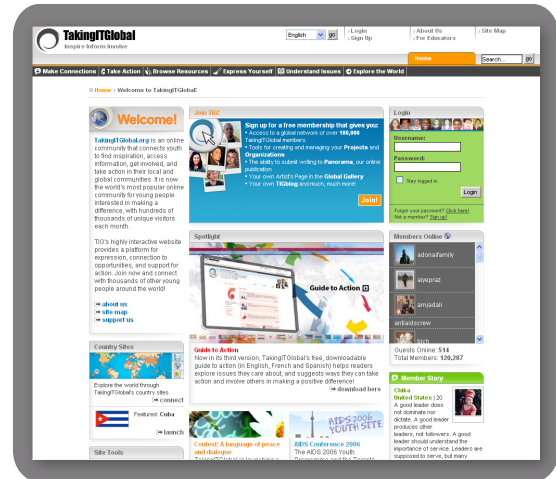 TakingITGlobal
Inspire Inform Involve
English
go
› Login
› Sign Up
› About Us
› For Educators
› Site Map
Home
Search...
go
Make Connections
Take Action
Browse Resources
Express Yourself
Understand Issues
Explore the World
Home › Welcome to TakingITGlobaE
Welcome!
TakingITGlobal.org is an online
community that connects youth
to find inspiration, access
information, get involved, and
take action in their local and
global communities. It is now
the world's most popular online
community for young people
interested in making a
difference, with hundreds of
thousands of unique visitors
each month.
TIG's highly interactive website
provides a platform for
expression, connection to
opportunities, and support for
action. Join now and connect
with thousands of other young
people around the world!
about us
site map
support us
Country Sites
Explore the world through
TakingITGlobal's country sites.
connect
Featured: Cuba
launch
Site Tools
Join TIG!
Sign up for a free membership that gives you:
• Access to a global network of over 100,000
TakingITGlobal members
• Tools for creating and managing your Projects and
Organizations
• The ability to submit writing to Panorama, our online
publication
• Your own Artist's Page in the Global Gallery
• Your own TIGblog and much, much more!
Join!
Spotlight
Guide to Action
Guide to Action
Now in its third version, TakingITGlobal's free, downloadable
guide to action (in English, French and Spanish) helps readers
explore issues they care about, and suggests ways they can take
action and involve others in making a positive difference!
download here
Contest: A language of peace
and dialogue
TakingITGlobal is launching a
AIDS 2006
YOUTH SITE
AIDS Conference 2006
The AIDS 2006 Youth
Programme and the Toronto
Login
Username:
Password:
Stay logged in.
Login
Forgot your password? Click here!
Not a member? Sign up!
Members Online
adonaifamily
alyepraz
amjadali
antiaidscrew
Guests Online: 514
Total Members: 120,287
Member Story
Chika
United States | 20
A good leader does
not dominate nor
dictate. A good leader
produces other
leaders, not followers. A good
leader should understand the
importance of service. Leaders are
supposed to serve, but many